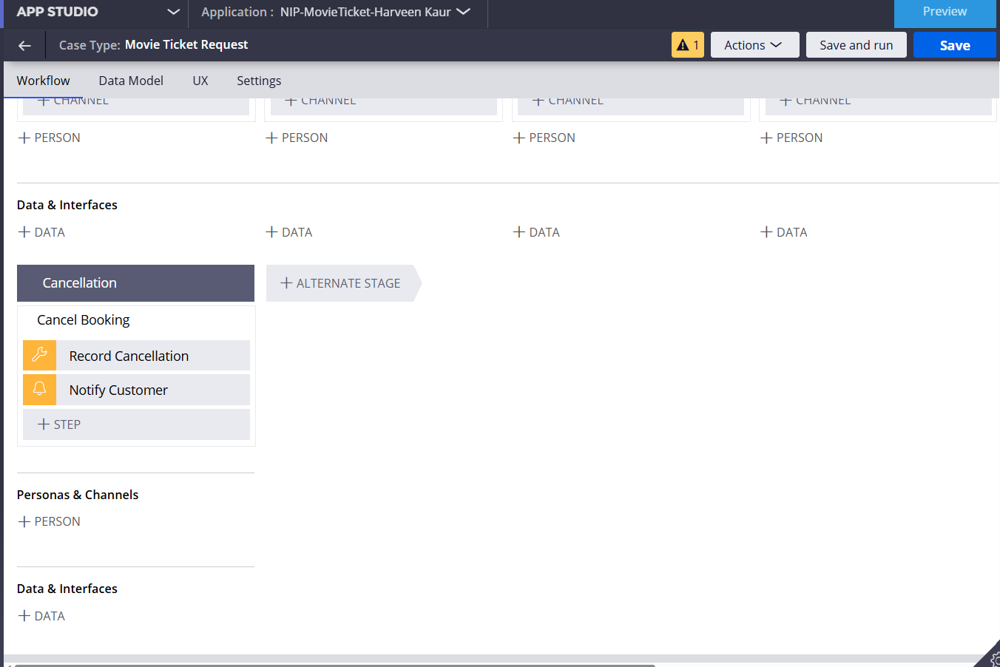 APP STUDIO
Application : NIP-MovieTicket-Harveen Kaur
Preview
Case Type: Movie Ticket Request
1
Actions
Save and run
Save
Workflow
Data Model
UX
Settings
CHANNEL CHANNEL CHANNEL CHANNEL
PERSON PERSON PERSON PERSON
Data & Interfaces
DATA DATA DATA DATA
Cancellation
ALTERNATE STAGE
Cancel Booking
Record Cancellation
Notify Customer
STEP
Personas & Channels
PERSON
Data & Interfaces
DATA